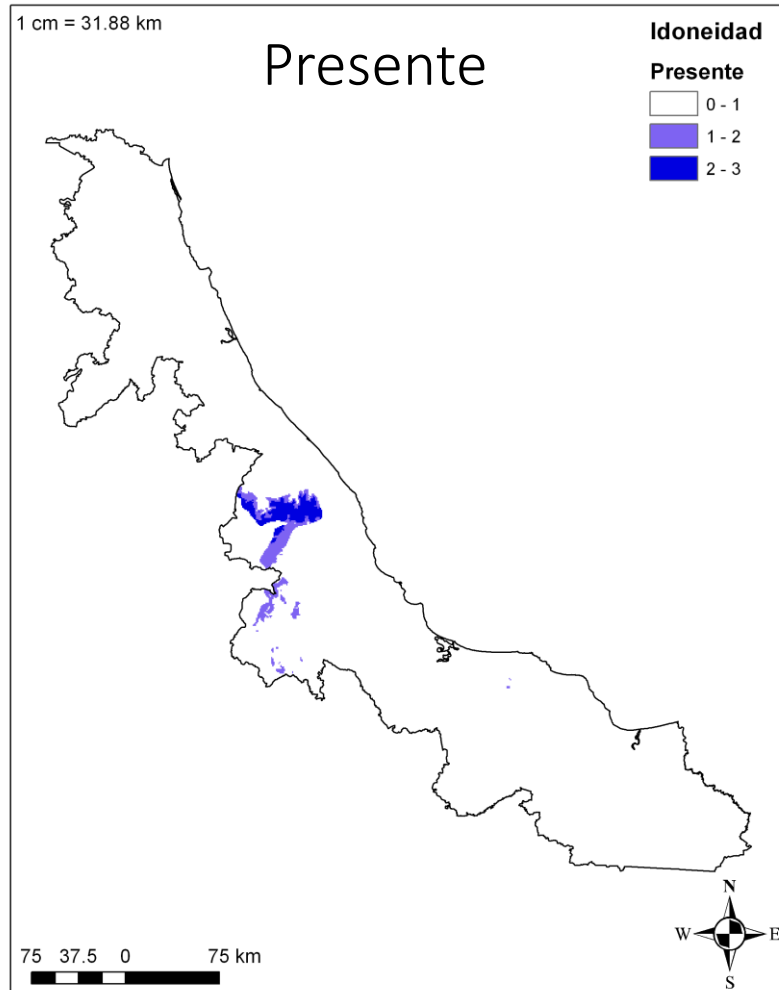 1 cm = 31.88 km
Presente
Idoneidad
Presente
0 - 1
1 - 2
2 - 3
N
W E
S
75 37.5 0 75 km